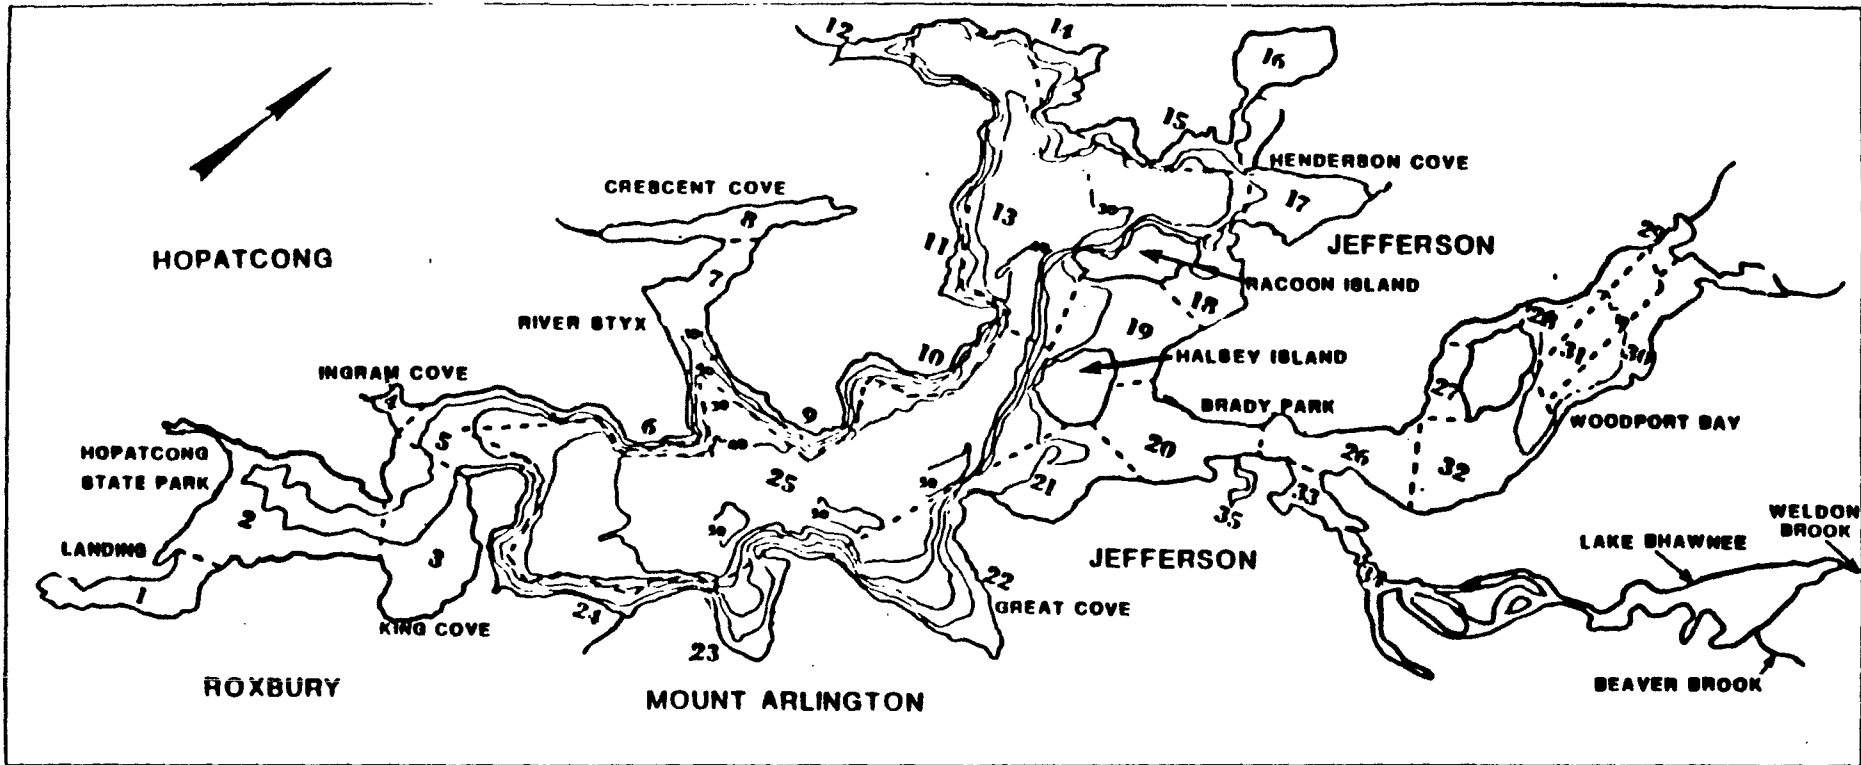 12
14
16
15
HENDERSON COVE
CRESCENT COVE
8
13
30
17
HOPATCONG
11
JEFFERSON
29
7
RACOON ISLAND
18
RIVER STYX
19
28
31
30
10
HALSEY ISLAND
INGRAM COVE
4
27
BRADY PARK
WOODPORT BAY
9
6
5
HOPATCONG
STATE PARK
20
26
32
25
21
2
33
35
WELDON
BROOK
LANDING
3
LAKE SHAWNEE
JEFFERSON
1
22
GREAT COVE
24
KING COVE
23
ROXBURY
MOUNT ARLINGTON
BEAVER BROOK